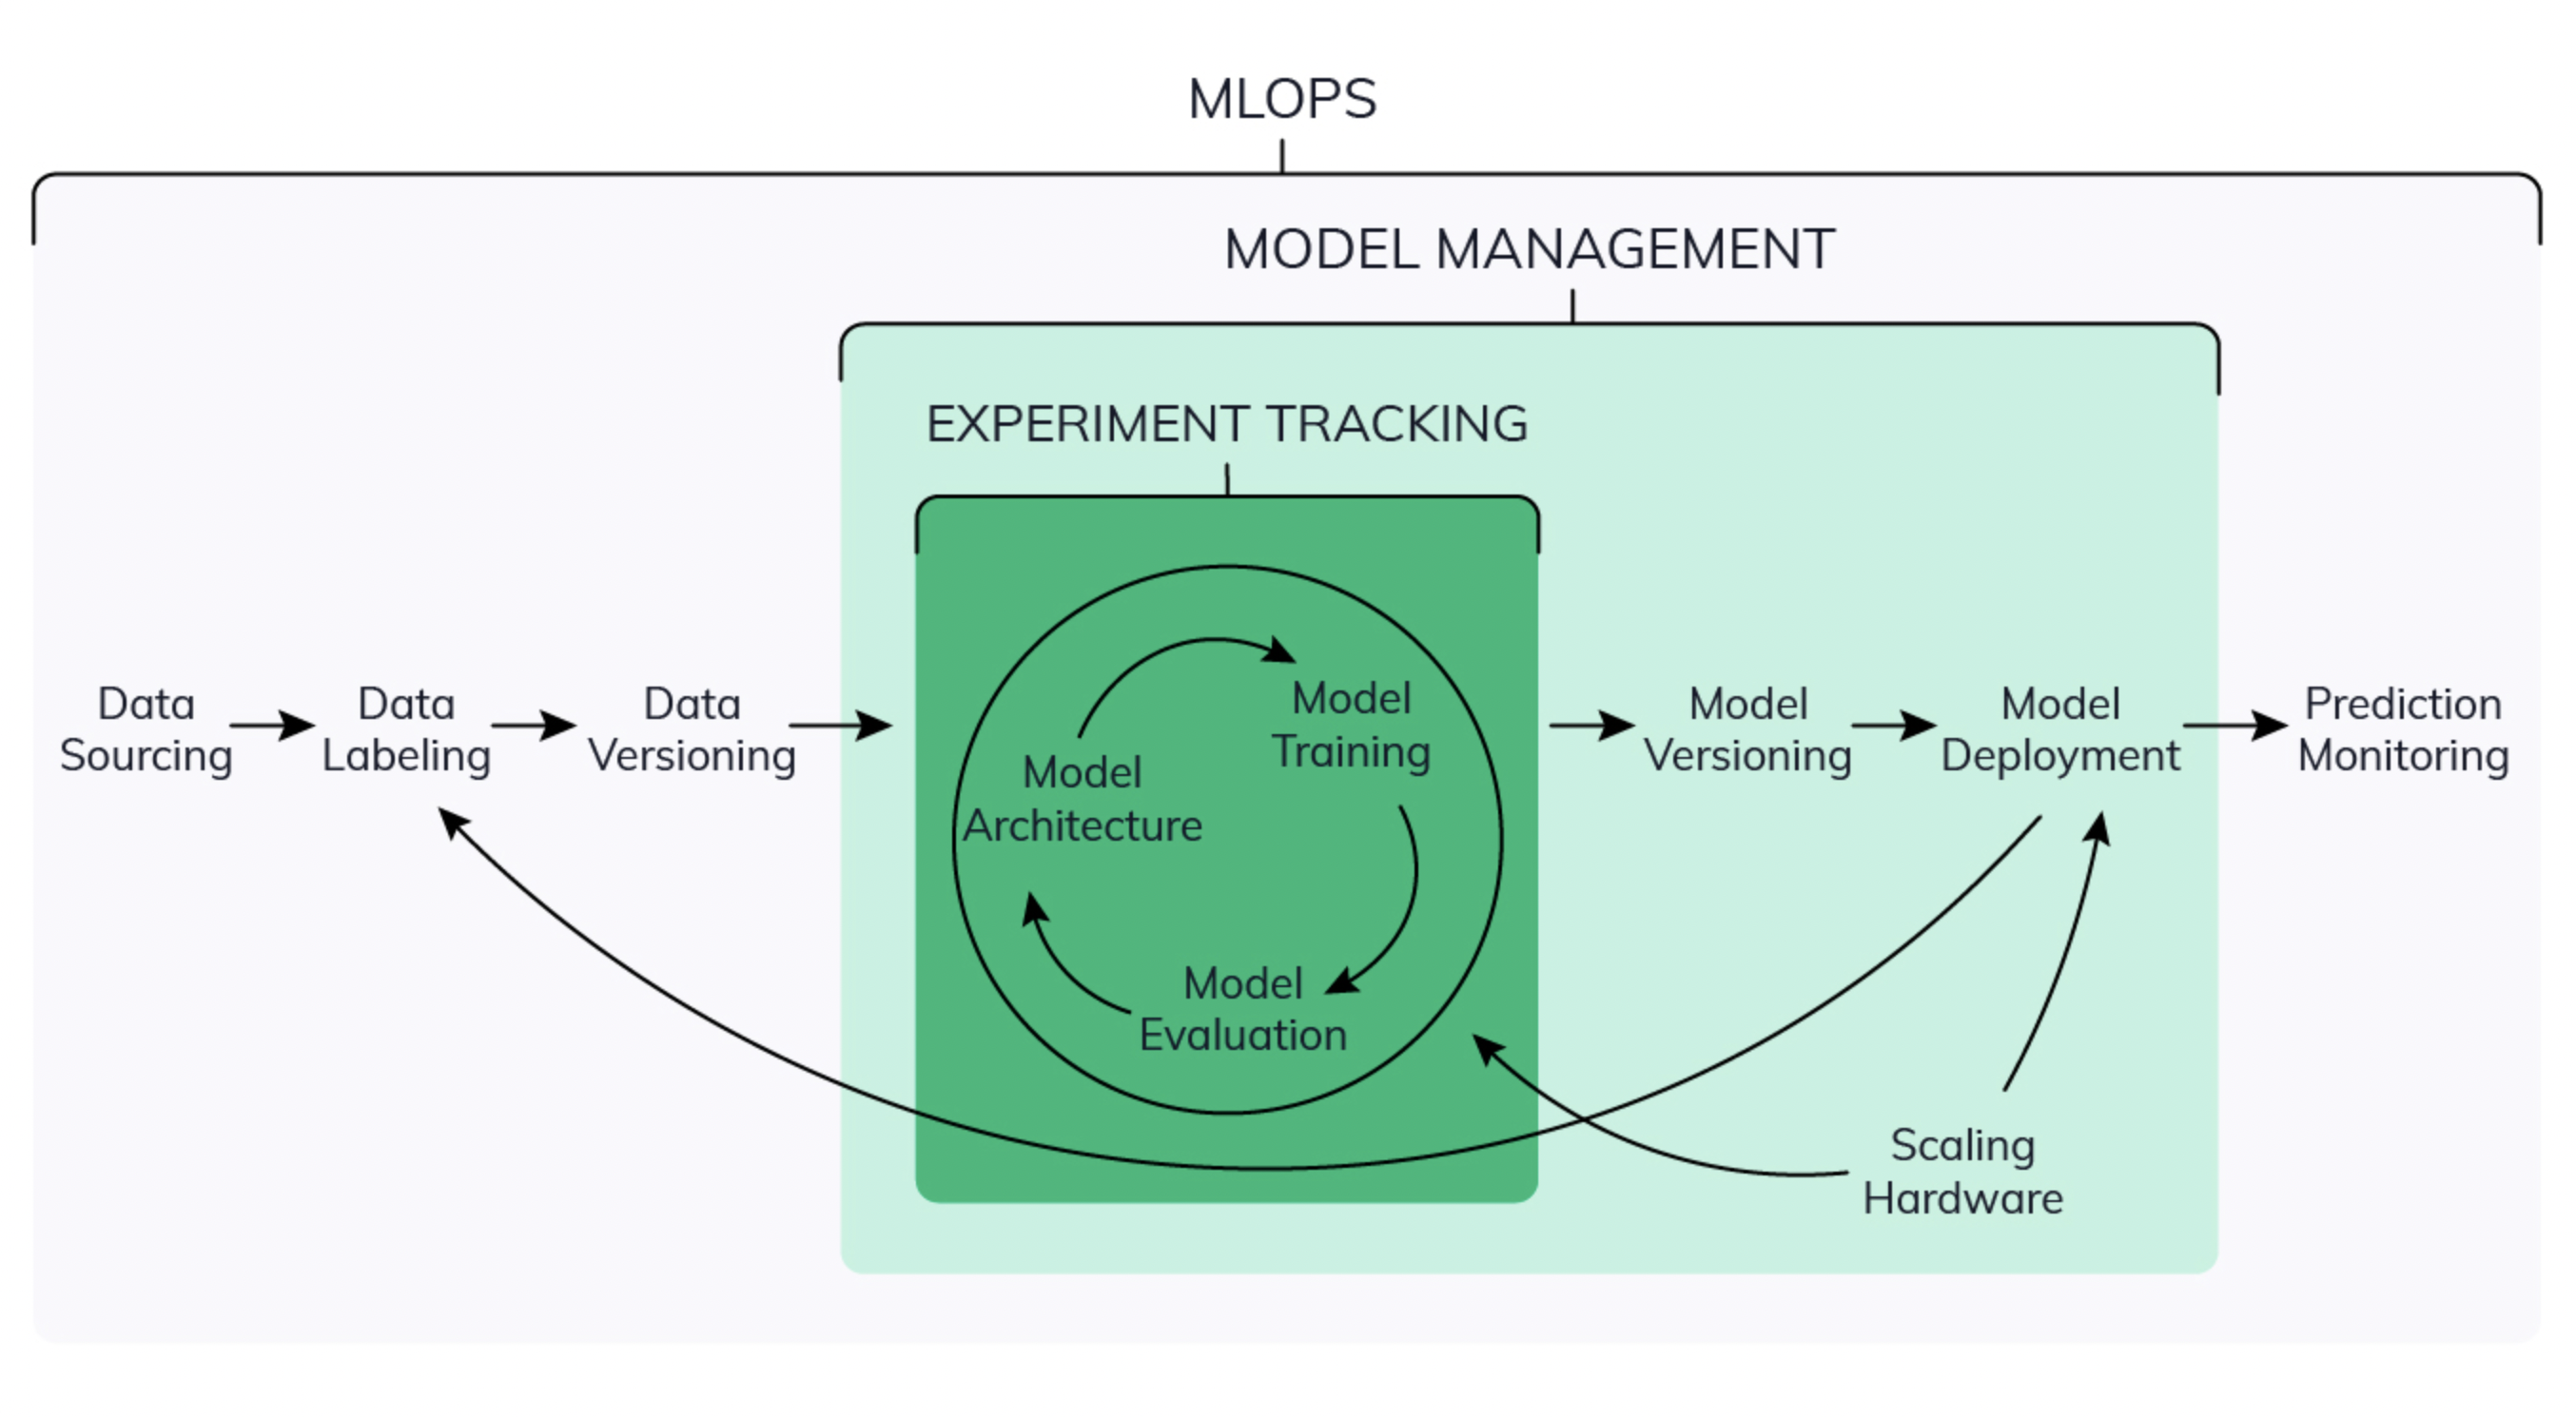 MLOPS
MODEL MANAGEMENT
EXPERIMENT TRACKING
Data
Sourcing
Data
Labeling
Data
Versioning
Model
Architecture
Model
Training
Model
Evaluation
Model
Versioning
Model
Deployment
Prediction
Monitoring
Scaling
Hardware